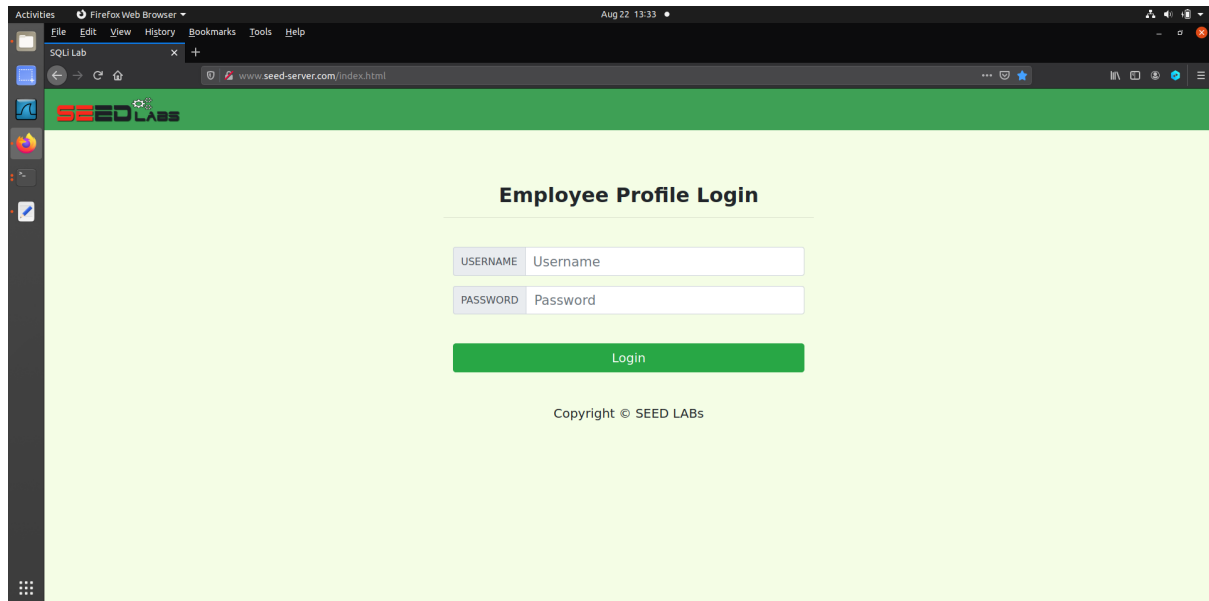 Activities Firefox Web Browser Aug 22 13:33
File Edit View History Bookmarks Tools Help
SQLi Lab
www.seed-server.com/index.html
SEED LABS
Employee Profile Login
USERNAME Username
PASSWORD Password
Login
Copyright © SEED LABs